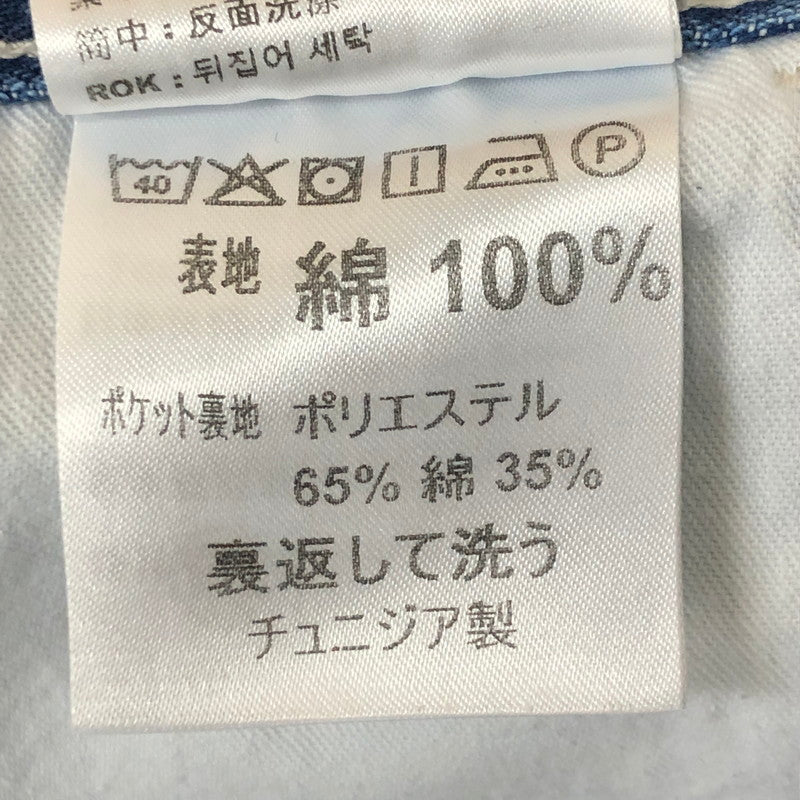 简中：反面洗涤
ROK : 뒤집어 세탁
40 P
表地 綿 100%
ポケット裏地 ポリエステル
65% 綿 35%
裏返して洗う
チュニジア製